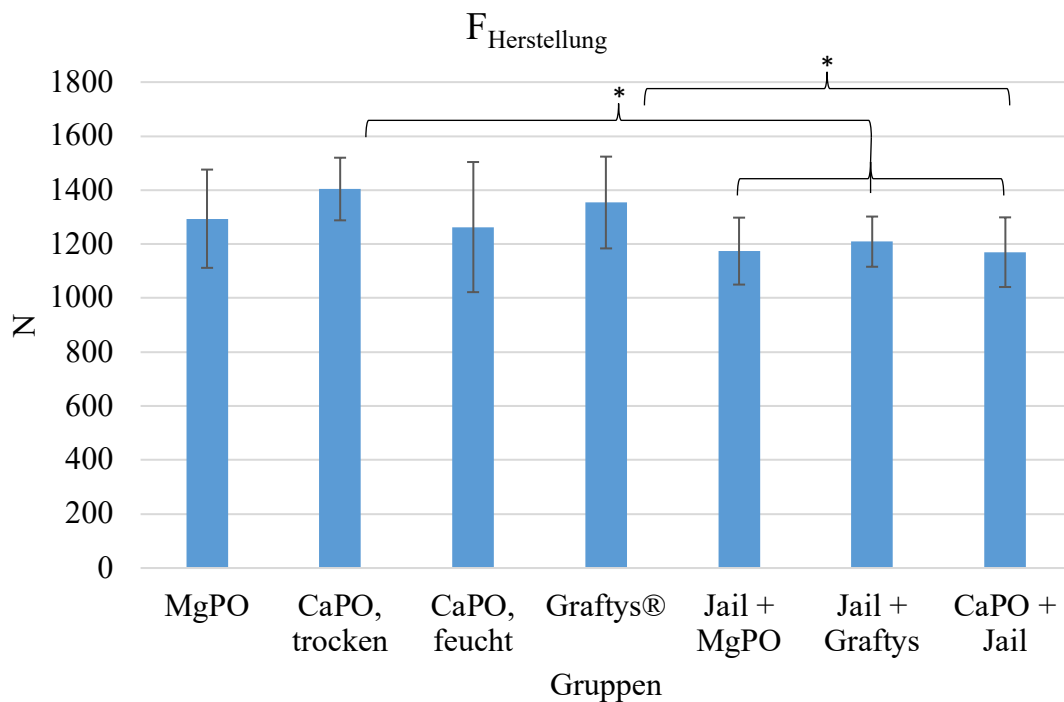 F Herstellung
*
*
1800
1600
1400
1200
1000
800
600
400
200
0
N
MgPO
CaPO, trocken
CaPO, feucht
Graftys®
Jail + MgPO
Jail + Graftys
CaPO + Jail
Gruppen